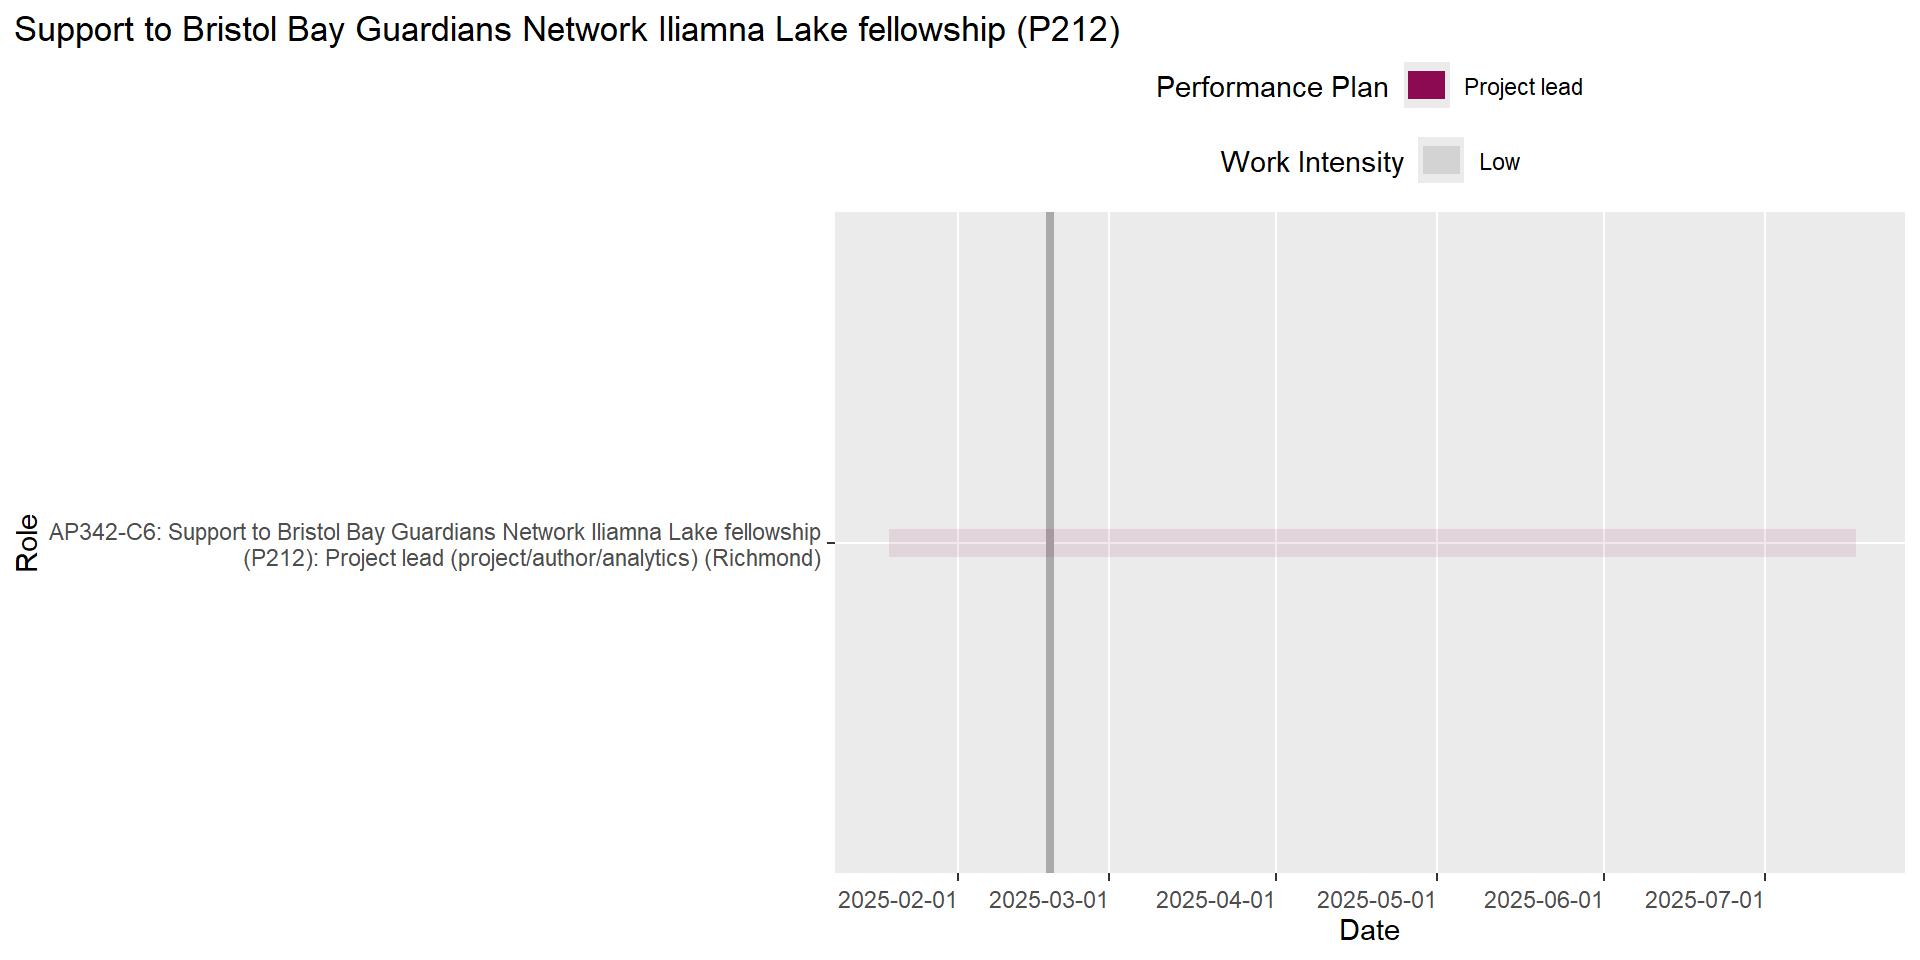 Support to Bristol Bay Guardians Network Iliamna Lake fellowship (P212)
Performance Plan Project lead
Work Intensity Low
Role
AP342-C6: Support to Bristol Bay Guardians Network Iliamna Lake fellowship
(P212): Project lead (project/author/analytics) (Richmond)
2025-02-01 2025-03-01 2025-04-01 2025-05-01 2025-06-01 2025-07-01
Date